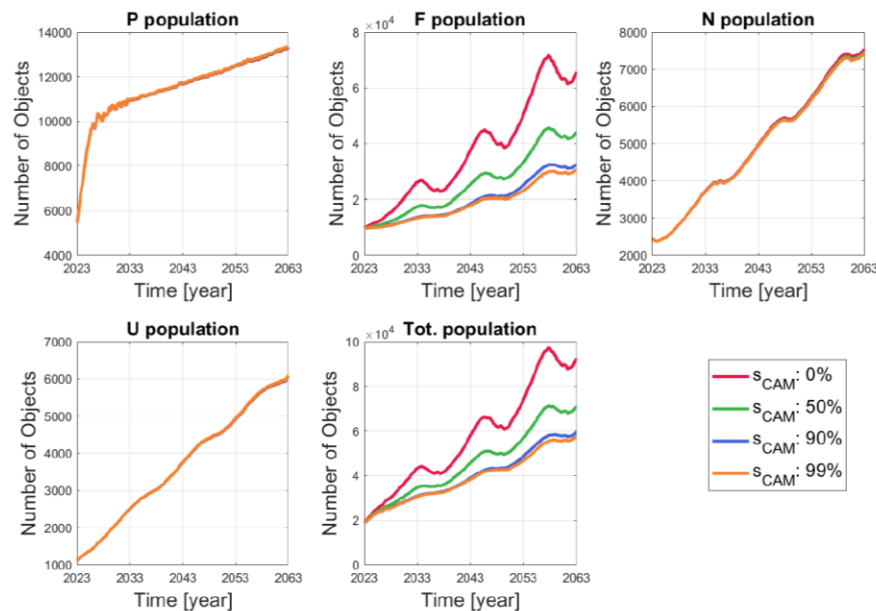 P population
14000
12000
10000
8000
6000
4000
2023 2033 2043 2053 2063
Number of Objects
Time [year]
F population
×10⁴
8
6
4
2
0
2023 2033 2043 2053 2063
Number of Objects
Time [year]
N population
8000
7000
6000
5000
4000
3000
2000
2023 2033 2043 2053 2063
Number of Objects
Time [year]
U population
7000
6000
5000
4000
3000
2000
1000
2023 2033 2043 2053 2063
Number of Objects
Time [year]
Tot. population
×10⁴
10
8
6
4
2
0
2023 2033 2043 2053 2063
Number of Objects
Time [year]
s_CAM: 0%
s_CAM: 50%
s_CAM: 90%
s_CAM: 99%